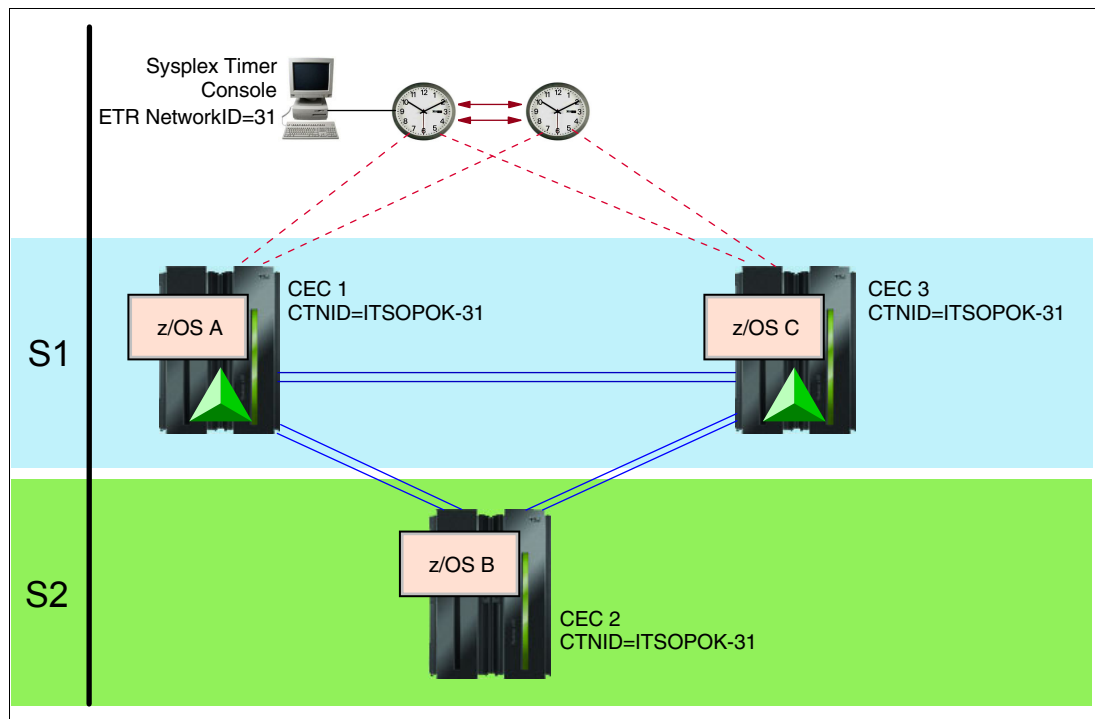 Sysplex Timer
Console
ETR NetworkID=31
S1
z/OS A
CEC 1
CTNID=ITSOPOK-31
z/OS C
CEC 3
CTNID=ITSOPOK-31
S2
z/OS B
CEC 2
CTNID=ITSOPOK-31